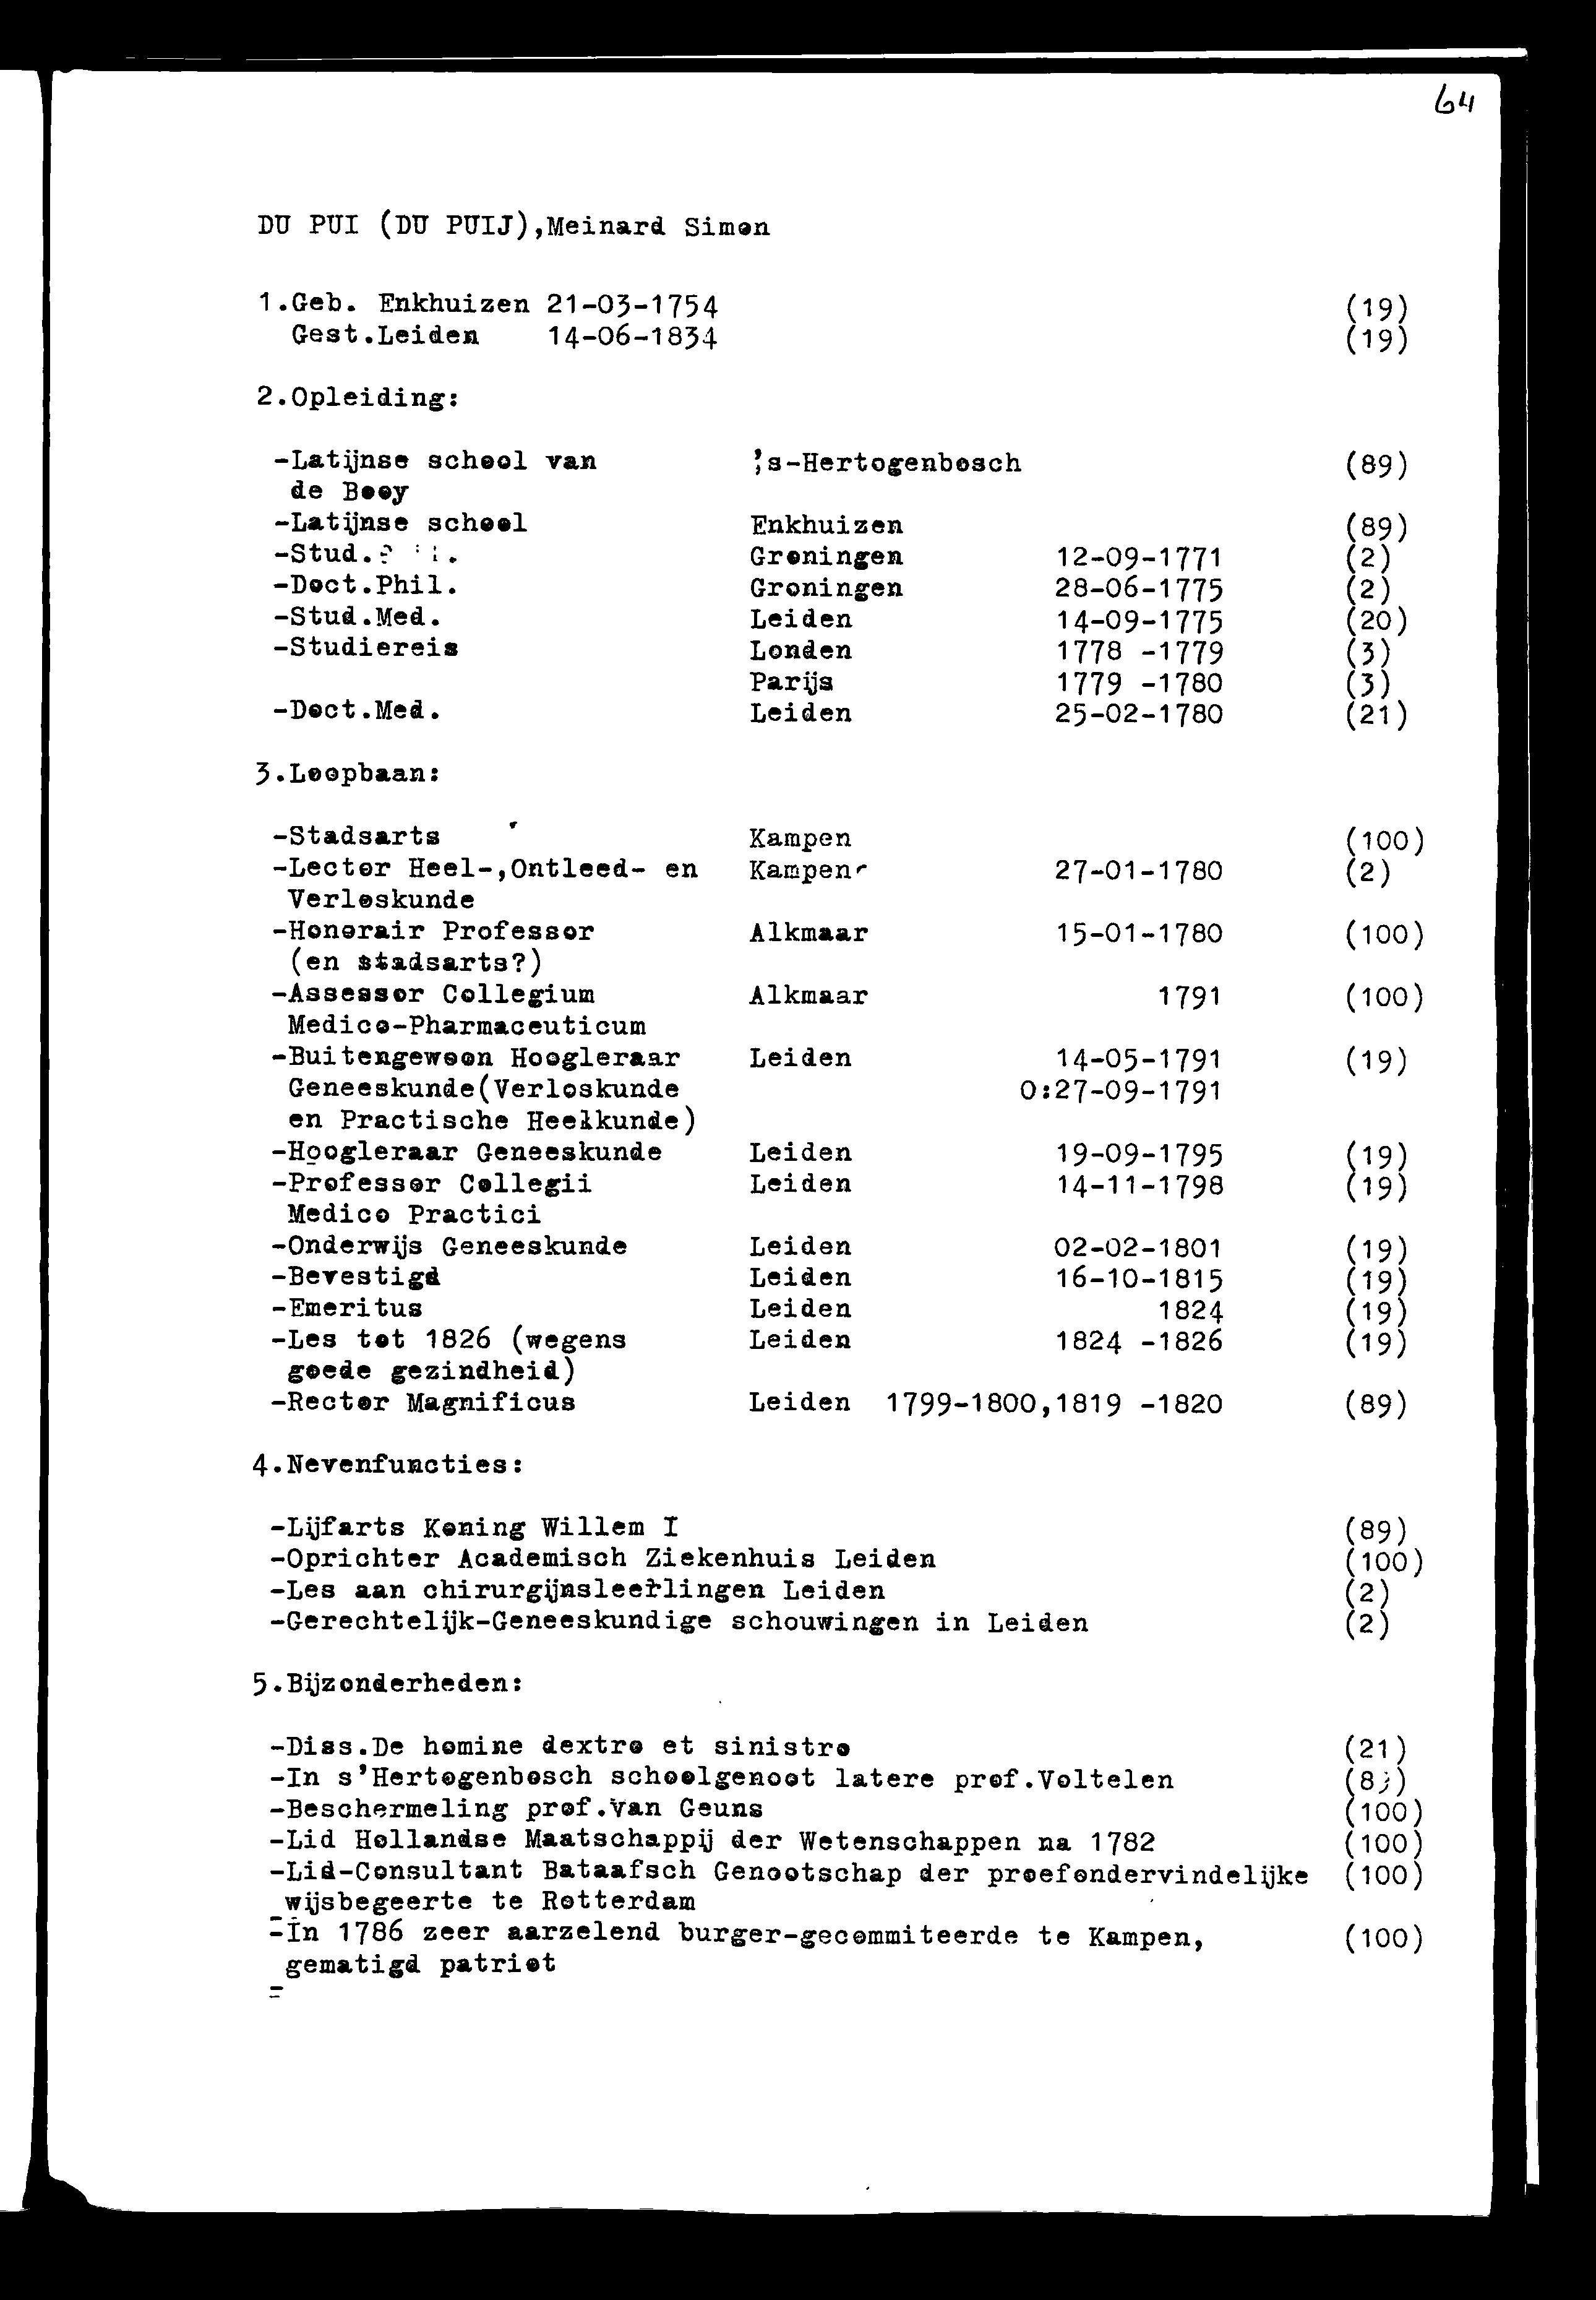 64
DU PUI (DU PUIJ),Meinard Simon
1.Geb. Enkhuizen 21-03-1754 (19)
Gest.Leiden 14-06-1834 (19)
2.Opleiding:
-Latijnse school van 's-Hertogenbosch (89)
de Booy
-Latijnse school Enkhuizen (89)
-Stud. Groningen 12-09-1771 (2)
-Doct.Phil. Groningen 28-06-1775 (2)
-Stud.Med. Leiden 14-09-1775 (20)
-Studiereis Londen 1778 -1779 (3)
Parijs 1779 -1780 (3)
-Doct.Med. Leiden 25-02-1780 (21)
3.Loopbaan:
-Stadsarts Kampen (100)
-Lector Heel-,Ontleed- en Kampen 27-01-1780 (2)
Verloskunde
-Honorair Professor Alkmaar 15-01-1780 (100)
(en stadsarts?)
-Assessor Collegium Alkmaar 1791 (100)
Medico-Pharmaceuticum
-Buitengewoon Hoogleraar Leiden 14-05-1791 (19)
Geneeskunde(Verloskunde O:27-09-1791
en Practische Heelkunde)
-Hoogleraar Geneeskunde Leiden 19-09-1795 (19)
-Professor Collegii Leiden 14-11-1798 (19)
Medico Practici
-Onderwijs Geneeskunde Leiden 02-02-1801 (19)
-Bevestigd Leiden 16-10-1815 (19)
-Emeritus Leiden 1824 (19)
-Les tot 1826 (wegens Leiden 1824 -1826 (19)
goede gezindheid)
-Rector Magnificus Leiden 1799-1800,1819 -1820 (89)
4.Nevenfuncties:
-Lijfarts Koning Willem I (89)
-Oprichter Academisch Ziekenhuis Leiden (100)
-Les aan chirurgijnsleerlingen Leiden (2)
-Gerechtelijk-Geneeskundige schouwingen in Leiden (2)
5.Bijzonderheden:
-Diss.De homine dextro et sinistro (21)
-In s'Hertogenbosch schoolgenoot latere prof.Voltelen
-Beschermeling prof.van Geuns (100)
-Lid Hollandse Maatschappij der Wetenschappen na 1782 (100)
-Lid-Consultant Bataafsch Genootschap der proefondervindelijke (100)
wijsbegeerte te Rotterdam
-In 1786 zeer aarzelend burger-gecommiteerde te Kampen, (100)
gematigd patriot